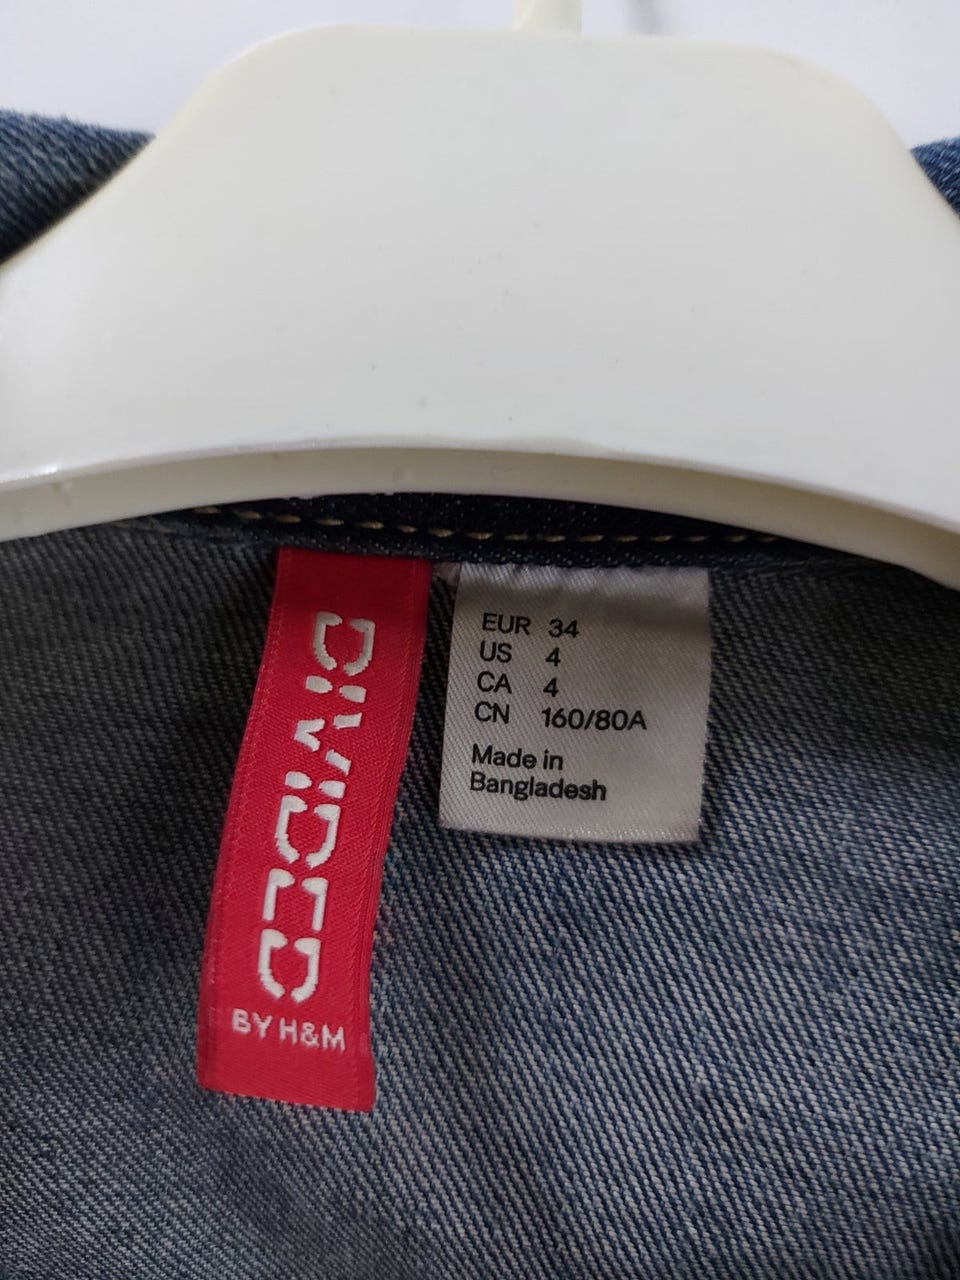 DIVIDED
BY H&M
EUR 34
US 4
CA 4
CN 160/80A
Made in
Bangladesh